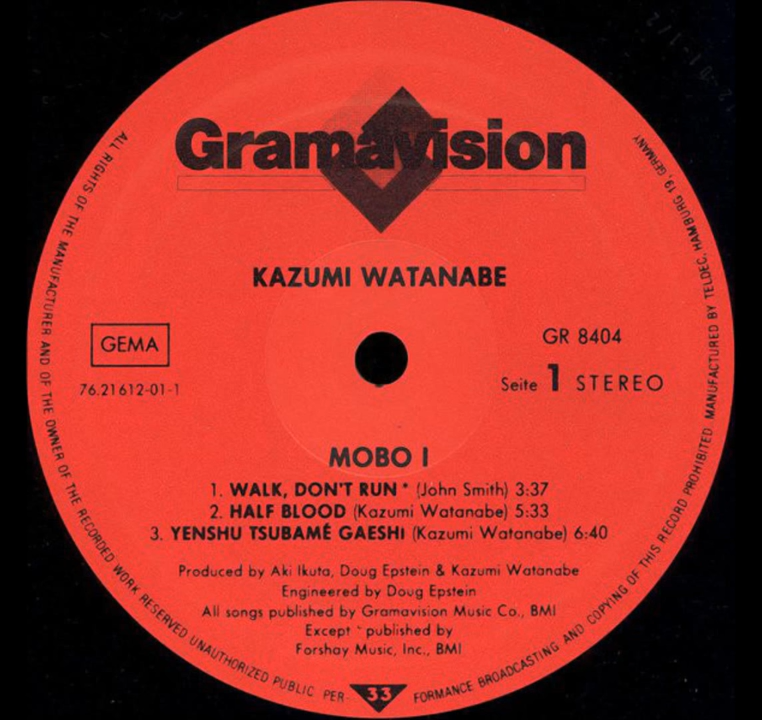 Gramavision
KAZUMI WATANABE
GEMA
76.21612-01-1
GR 8404
Seite 1 STEREO
MOBO I
1. WALK, DON'T RUN * (John Smith) 3:37
2. HALF BLOOD (Kazumi Watanabe) 5:33
3. YENSHU TSUBAMÉ GAESHI (Kazumi Watanabe) 6:40
Produced by Aki Ikuta, Doug Epstein & Kazumi Watanabe
Engineered by Doug Epstein
All songs published by Gramavision Music Co., BMI
Except * published by
Forshay Music, Inc., BMI
33
ALL RIGHTS OF THE MANUFACTURER AND OF THE OWNER OF THE RECORDED WORK RESERVED UNAUTHORIZED PUBLIC PER- FORMANCE BROADCASTING AND COPYING OF THIS RECORD PROHIBITED MANUFACTURED BY TELDEC, HAMBURG 19, GERMANY